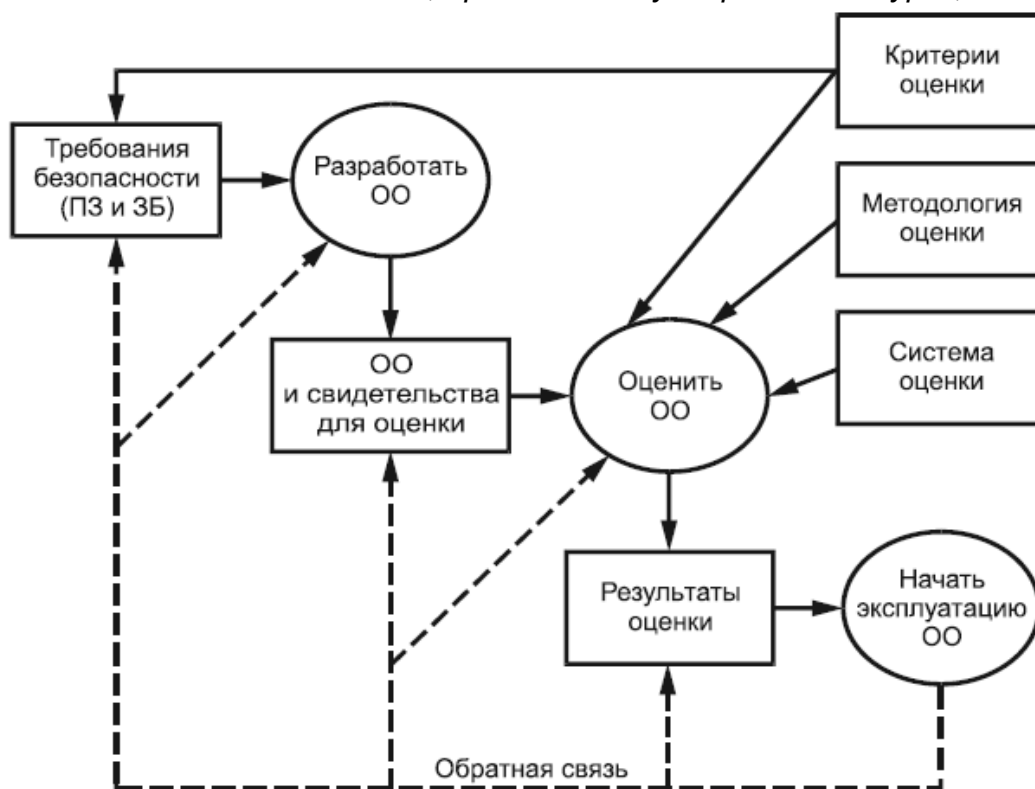 Критерии
оценки
Требования
безопасности
(ПЗ и ЗБ)
Разработать
ОО
Методология
оценки
ОО
и свидетельства
для оценки
Оценить
ОО
Система
оценки
Результаты
оценки
Начать
эксплуатацию
ОО
Обратная связь